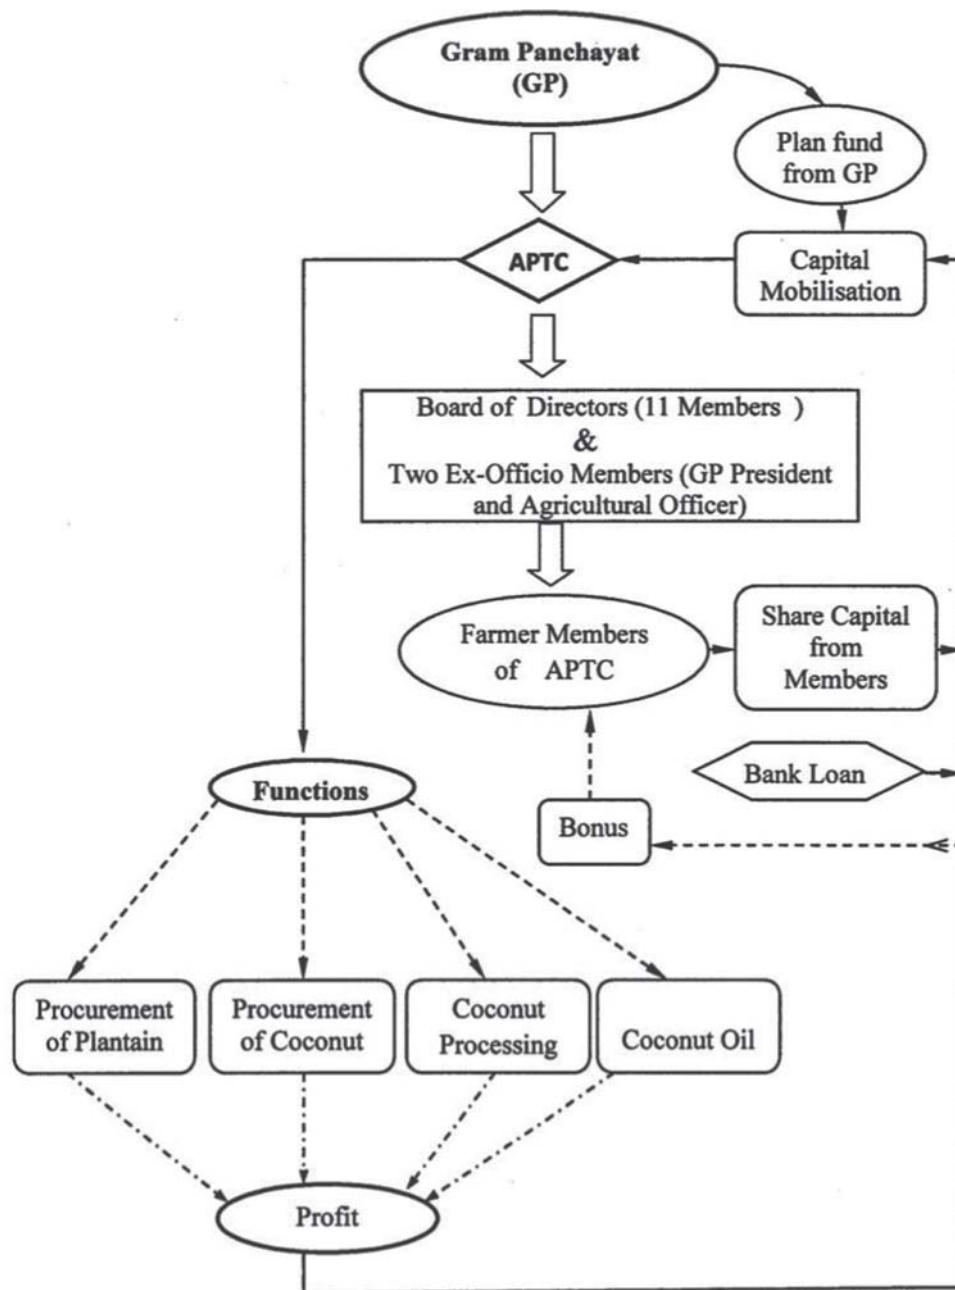 Gram Panchayat
(GP)
Plan fund
from GP
APTC
Capital
Mobilisation
Board of Directors (11 Members )
&
Two Ex-Officio Members (GP President
and Agricultural Officer)
Farmer Members
of APTC
Share Capital
from
Members
Bank Loan
Functions
Bonus
Procurement
of Plantain
Procurement
of Coconut
Coconut
Processing
Coconut Oil
Profit